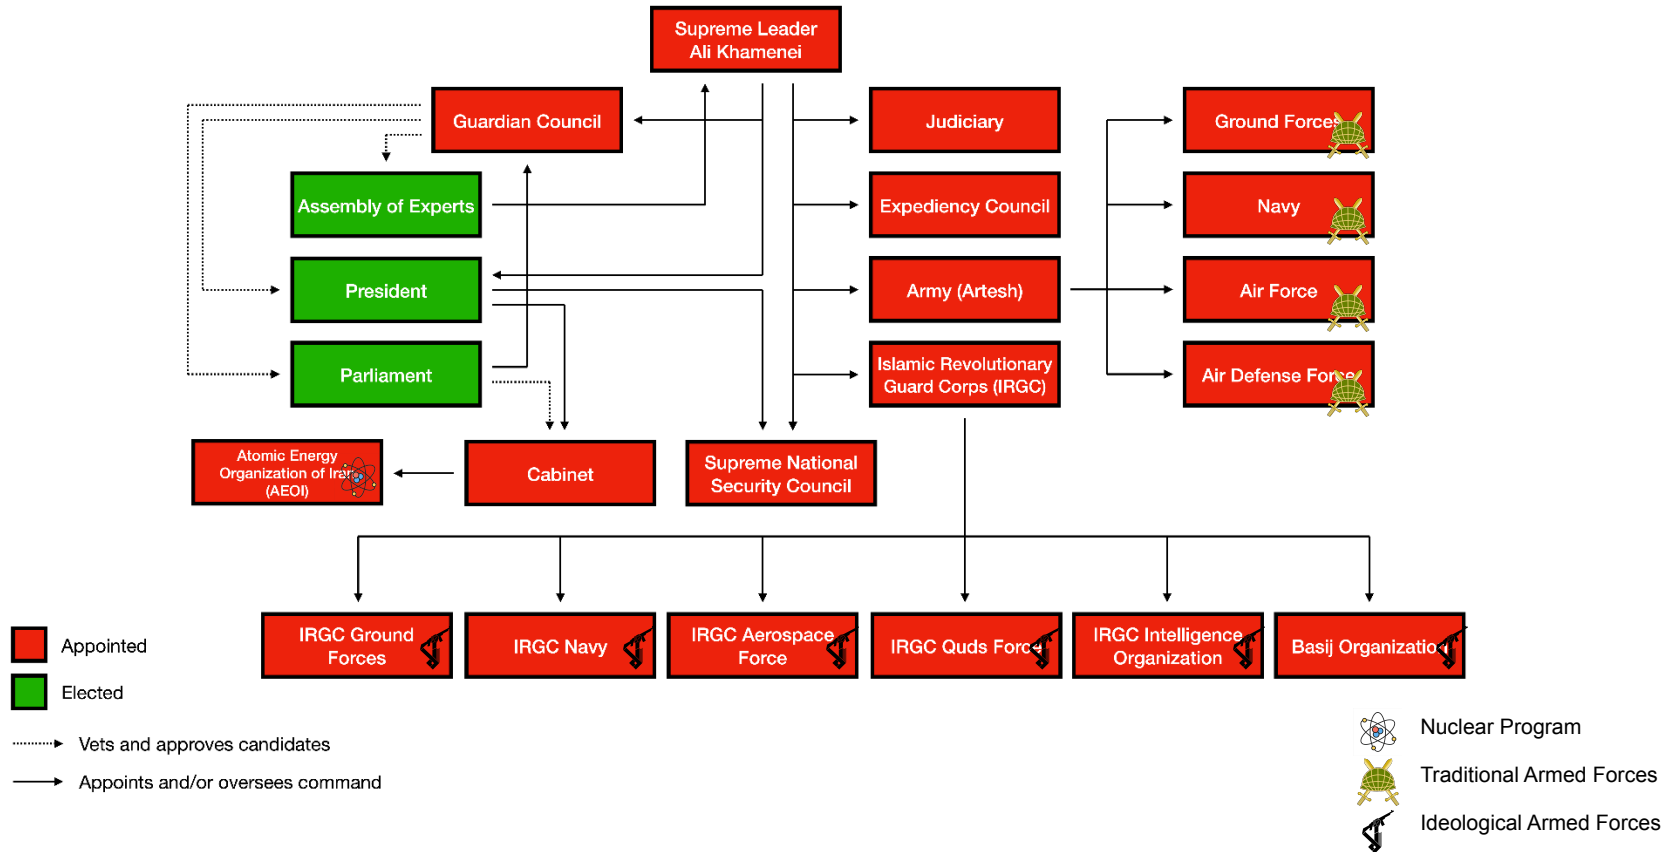 Supreme Leader
Ali Khamenei
Guardian Council
Judiciary
Ground Forces
Assembly of Experts
Expediency Council
Navy
President
Army (Artesh)
Air Force
Parliament
Islamic Revolutionary
Guard Corps (IRGC)
Air Defense Force
Atomic Energy
Organization of Iran
(AEOI)
Cabinet
Supreme National
Security Council
IRGC Ground
Forces
IRGC Navy
IRGC Aerospace
Force
IRGC Quds Force
IRGC Intelligence
Organization
Basij Organization
Appointed
Elected
Vets and approves candidates
Appoints and/or oversees command
Nuclear Program
Traditional Armed Forces
Ideological Armed Forces